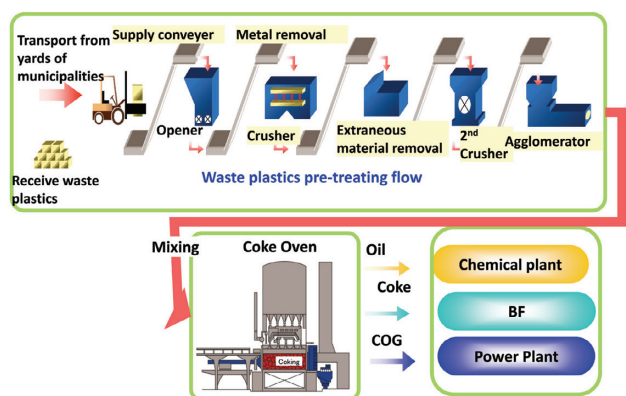 Transport from
yards of
municipalities
Supply conveyer
Metal removal
Opener
Crusher
Extraneous
material removal
2nd
Crusher
Agglomerator
Receive waste
plastics
Waste plastics pre-treating flow
Mixing
Coke Oven
Coking
Oil
Coke
COG
Chemical plant
BF
Power Plant